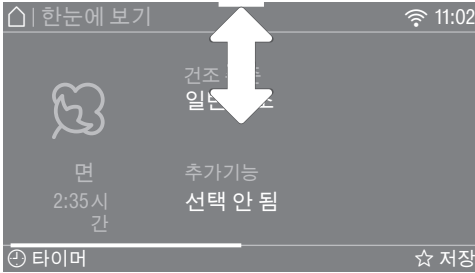 | 한눈에 보기 11:02
건조
면
2:35시
간
추가기능
선택 안 됨
타이머 저장